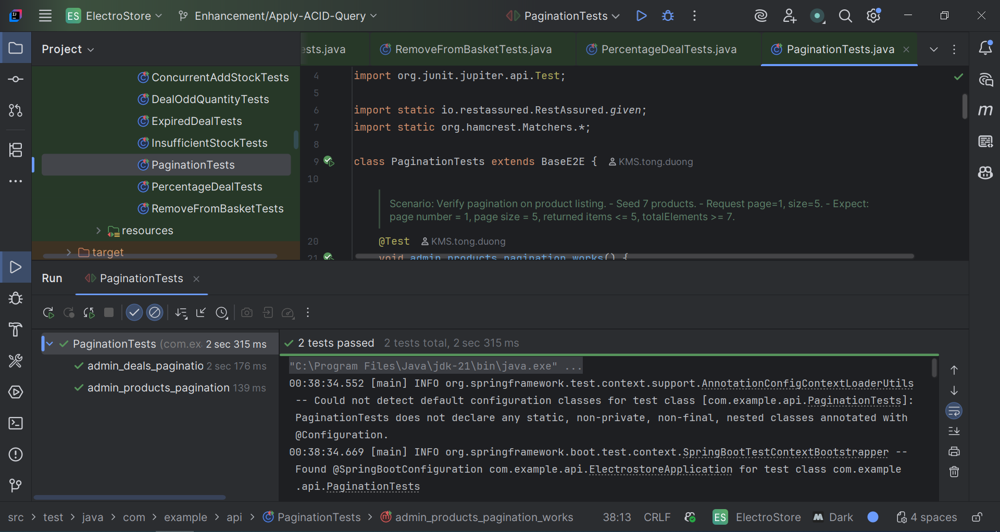 ES ElectroStore Enhancement/Apply-ACID-Query PaginationTests
Project
ests.java RemoveFromBasketTests.java PercentageDealTests.java PaginationTests.java
ConcurrentAddStockTests
DealOddQuantityTests
ExpiredDealTests
InsufficientStockTests
PaginationTests
PercentageDealTests
RemoveFromBasketTests
resources
target
4 import org.junit.jupiter.api.Test;
5
6 import static io.restassured.RestAssured.given;
7 import static org.hamcrest.Matchers.*;
8
9 class PaginationTests extends BaseE2E { KMS.tong.duong
10
Scenario: Verify pagination on product listing. - Seed 7 products. - Request page=1, size=5. - Expect:
page number = 1, page size = 5, returned items <= 5, totalElements >= 7.
20 @Test KMS.tong.duong
21 void admin_products_pagination_works() {
Run PaginationTests
PaginationTests (com.ex 2 sec 315 ms
admin_deals_paginatio 2 sec 176 ms
admin_products_pagination 139 ms
2 tests passed 2 tests total, 2 sec 315 ms
"C:\Program Files\Java\jdk-21\bin\java.exe" ...
00:38:34.552 [main] INFO org.springframework.test.context.support.AnnotationConfigContextLoaderUtils
-- Could not detect default configuration classes for test class [com.example.api.PaginationTests]:
PaginationTests does not declare any static, non-private, non-final, nested classes annotated with
@Configuration.
00:38:34.669 [main] INFO org.springframework.boot.test.context.SpringBootTestContextBootstrapper --
Found @SpringBootConfiguration com.example.api.ElectrostoreApplication for test class com.example
.api.PaginationTests
src > test > java > com > example > api > PaginationTests > admin_products_pagination_works 38:13 CRLF ES ElectroStore Dark 4 spaces